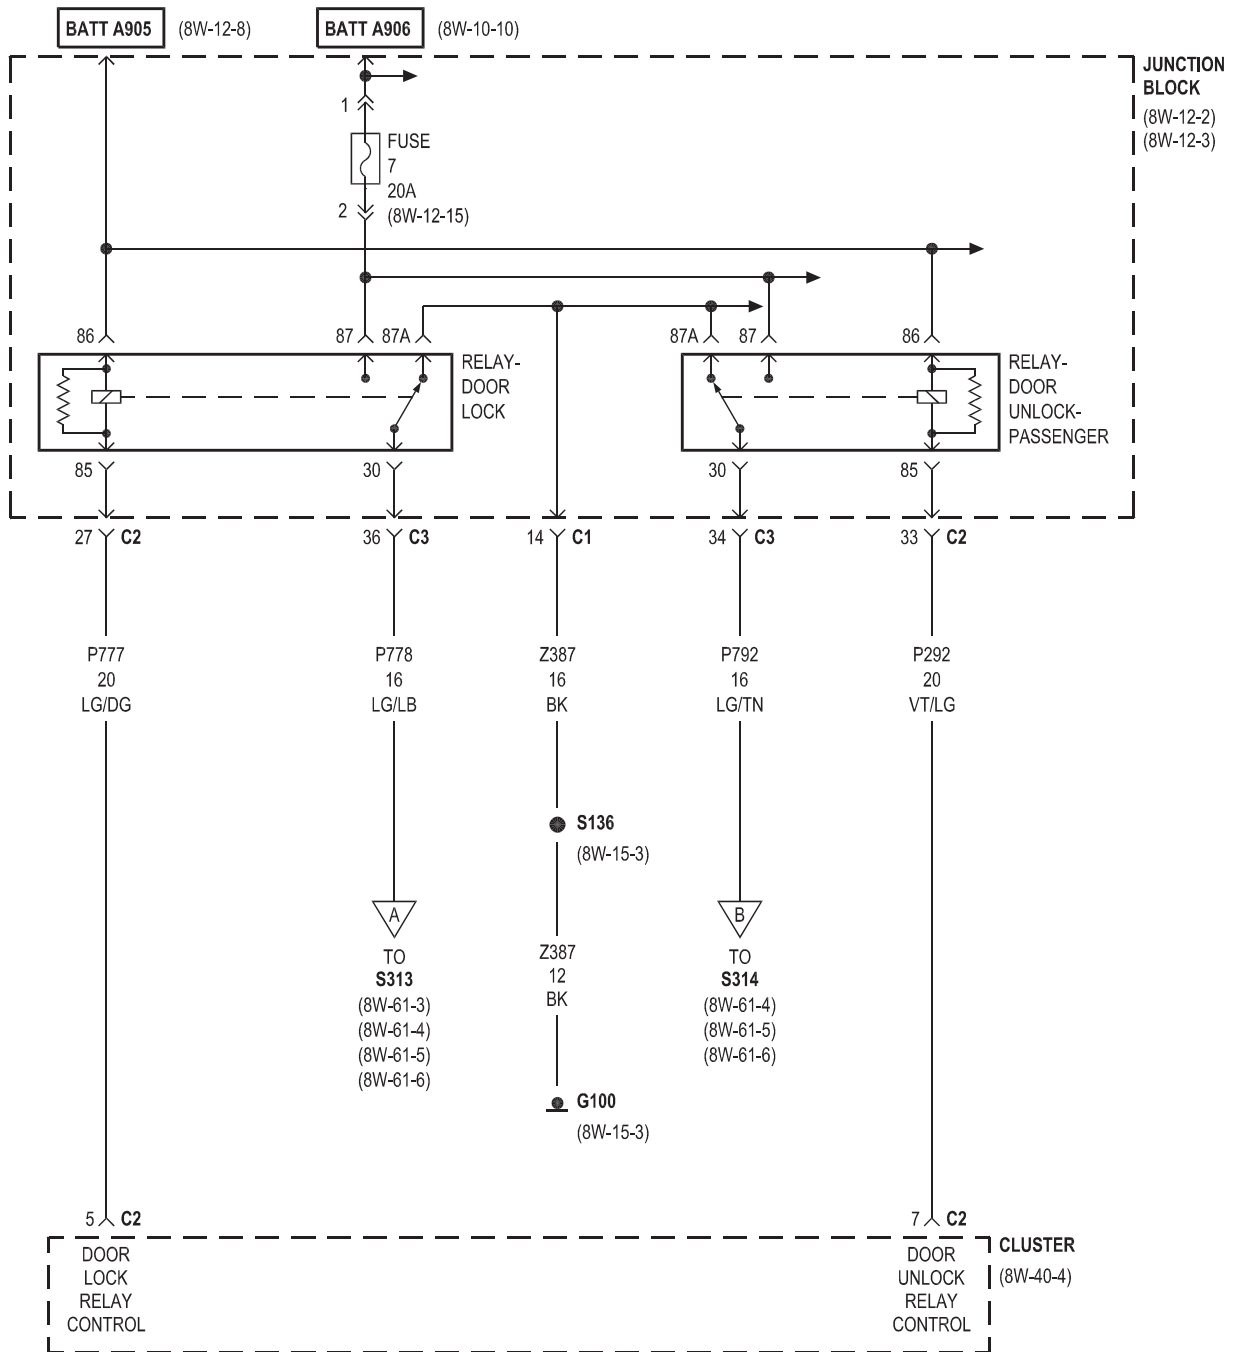 BATT A905 (8W-12-8) BATT A906 (8W-10-10)
JUNCTION
BLOCK
(8W-12-2)
(8W-12-3)
1
FUSE
7
20A
2 (8W-12-15)
86 87 87A 87A 87 86
RELAY-
DOOR
LOCK
RELAY-
DOOR
UNLOCK-
PASSENGER
85 30 30 85
27 C2 36 C3 14 C1 34 C3 33 C2
P777 P778 Z387 P792 P292
20 16 16 16 20
LG/DG LG/LB BK LG/TN VT/LG
S136
(8W-15-3)
A
TO
S313
(8W-61-3)
(8W-61-4)
(8W-61-5)
(8W-61-6)
Z387
12
BK
B
TO
S314
(8W-61-4)
(8W-61-5)
(8W-61-6)
G100
(8W-15-3)
5 C2 7 C2
DOOR
LOCK
RELAY
CONTROL
DOOR
UNLOCK
RELAY
CONTROL
CLUSTER
(8W-40-4)